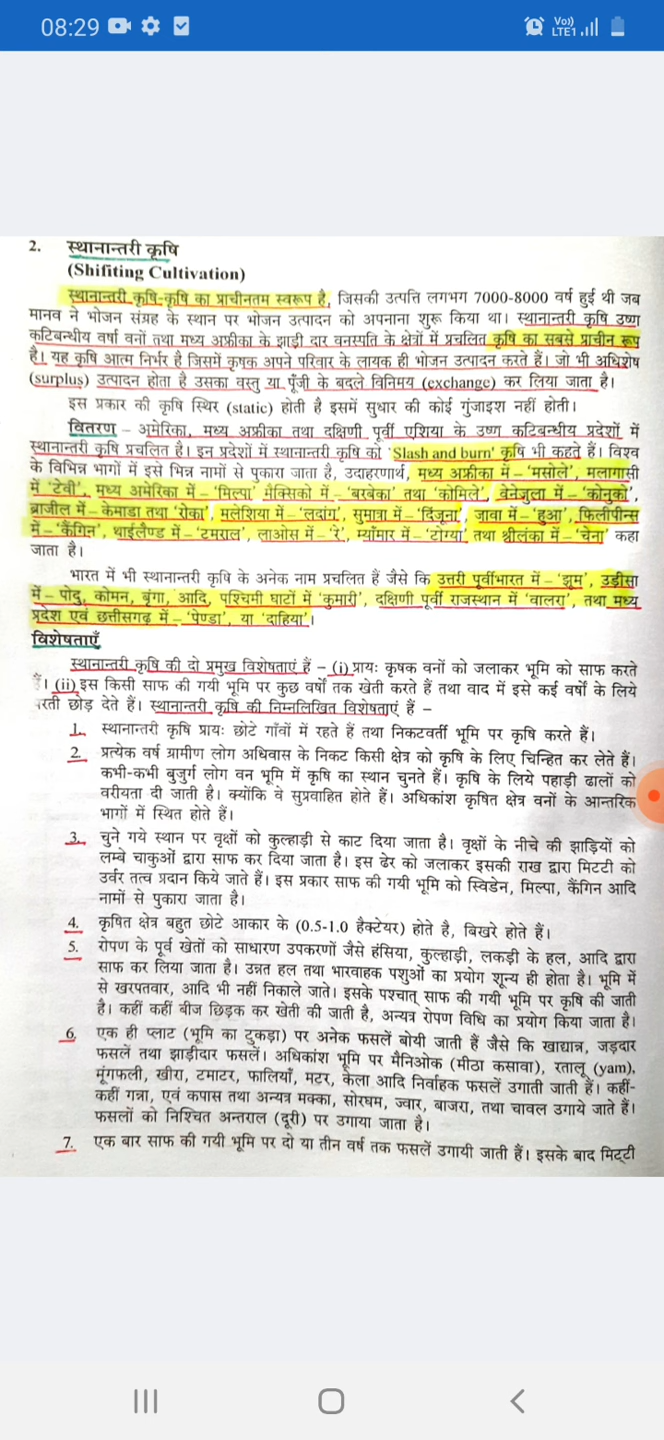 08:29
Vo))
LTE1
2. स्थानान्तरी कृषि
(Shifiting Cultivation)
स्थानान्तरी कृषि-कृषि का प्राचीनतम स्वरूप है, जिसकी उत्पत्ति लगभग 7000-8000 वर्ष हुई थी जब
मानव ने भोजन संग्रह के स्थान पर भोजन उत्पादन को अपनाना शुरू किया था। स्थानान्तरी कृषि उष्ण
कटिबन्धीय वर्षा वनों तथा मध्य अफ्रीका के झाड़ी दार वनस्पति के क्षेत्रों में प्रचलित कृषि का सबसे प्राचीन रूप
है। यह कृषि आत्म निर्भर है जिसमें कृषक अपने परिवार के लायक ही भोजन उत्पादन करते हैं। जो भी अधिशेष
(surplus) उत्पादन होता है उसका वस्तु या पूँजी के बदले विनिमय (exchange) कर लिया जाता है।
इस प्रकार की कृषि स्थिर (static) होती है इसमें सुधार की कोई गुंजाइश नहीं होती।
वितरण – अमेरिका, मध्य अफ्रीका तथा दक्षिणी पूर्वी एशिया के उष्ण कटिबन्धीय प्रदेशों में
स्थानान्तरी कृषि प्रचलित है। इन प्रदेशों में स्थानान्तरी कृषि को 'Slash and burn' कृषि भी कहते हैं। विश्व
के विभिन्न भागों में इसे भिन्न नामों से पुकारा जाता है, उदाहरणार्थ, मध्य अफ्रीका में – 'मसोले', मलागासी
में 'टेवी', मध्य अमेरिका में – 'मिल्पा' मैक्सिको में – 'बरबेका' तथा 'कोमिले', वेनेजुला में – 'कोनुको',
ब्राजील में – केमाडा तथा 'रोका', मलेशिया में – 'लदांग', सुमात्रा में – 'दिंजूना', जावा में – 'हुआ', फिलीपीन्स
में – 'कैंगिन', थाईलैण्ड में – 'टमराल', लाओस में – 'रे', म्याँमार में – 'टोंग्या' तथा श्रीलंका में – 'चेना' कहा
जाता है।
भारत में भी स्थानान्तरी कृषि के अनेक नाम प्रचलित हैं जैसे कि उत्तरी पूर्वीभारत में – 'झूम', उड़ीसा
में – पोदु, कोमन, बृंगा, आदि, पश्चिमी घाटों में 'कुमारी', दक्षिणी पूर्वी राजस्थान में 'वालरा', तथा मध्य
प्रदेश एवं छत्तीसगढ़ में – 'पेण्डा', या 'दाहिया'।
विशेषताएँ
स्थानान्तरी कृषि की दो प्रमुख विशेषताएं हैं – (i) प्रायः कृषक वनों को जलाकर भूमि को साफ करते
हैं। (ii) इस किसी साफ की गयी भूमि पर कुछ वर्षों तक खेती करते हैं तथा वाद में इसे कई वर्षों के लिये
परती छोड़ देते हैं। स्थानान्तरी कृषि की निम्नलिखित विशेषताएं हैं –
1. स्थानान्तरी कृषि प्रायः छोटे गाँवों में रहते हैं तथा निकटवर्ती भूमि पर कृषि करते हैं।
2. प्रत्येक वर्ष ग्रामीण लोग अधिवास के निकट किसी क्षेत्र को कृषि के लिए चिन्हित कर लेते हैं।
कभी-कभी बुजुर्ग लोग वन भूमि में कृषि का स्थान चुनते हैं। कृषि के लिये पहाड़ी ढालों को
वरीयता दी जाती है। क्योंकि वे सुप्रवाहित होते हैं। अधिकांश कृषित क्षेत्र वनों के आन्तरिक
भागों में स्थित होते हैं।
3. चुने गये स्थान पर वृक्षों को कुल्हाड़ी से काट दिया जाता है। वृक्षों के नीचे की झाड़ियों को
लम्बे चाकुओं द्वारा साफ कर दिया जाता है। इस ढेर को जलाकर इसकी राख द्वारा मिटटी को
उर्वर तत्व प्रदान किये जाते हैं। इस प्रकार साफ की गयी भूमि को स्विडेन, मिल्पा, कैंगिन आदि
नामों से पुकारा जाता है।
4. कृषित क्षेत्र बहुत छोटे आकार के (0.5-1.0 हैक्टेयर) होते है, बिखरे होते हैं।
5. रोपण के पूर्व खेतों को साधारण उपकरणों जैसे हंसिया, कुल्हाड़ी, लकड़ी के हल, आदि द्वारा
साफ कर लिया जाता है। उन्नत हल तथा भारवाहक पशुओं का प्रयोग शून्य ही होता है। भूमि में
से खरपतवार, आदि भी नहीं निकाले जाते। इसके पश्चात् साफ की गयी भूमि पर कृषि की जाती
है। कहीं कहीं बीज छिड़क कर खेती की जाती है, अन्यत्र रोपण विधि का प्रयोग किया जाता है।
6. एक ही प्लाट (भूमि का टुकड़ा) पर अनेक फसलें बोयी जाती हैं जैसे कि खाद्यान्न, जड़दार
फसलें तथा झाड़ीदार फसलें। अधिकांश भूमि पर मैनिओक (मीठा कसावा), रतालू (yam),
मूंगफली, खीरा, टमाटर, फालियाँ, मटर, केला आदि निर्वाहक फसलें उगाती जाती हैं। कहीं-
कहीं गन्ना, एवं कपास तथा अन्यत्र मक्का, सोरघम, ज्वार, बाजरा, तथा चावल उगाये जाते हैं।
फसलों को निश्चित अन्तराल (दूरी) पर उगाया जाता है।
7. एक बार साफ की गयी भूमि पर दो या तीन वर्ष तक फसलें उगायी जाती हैं। इसके बाद मिट्टी